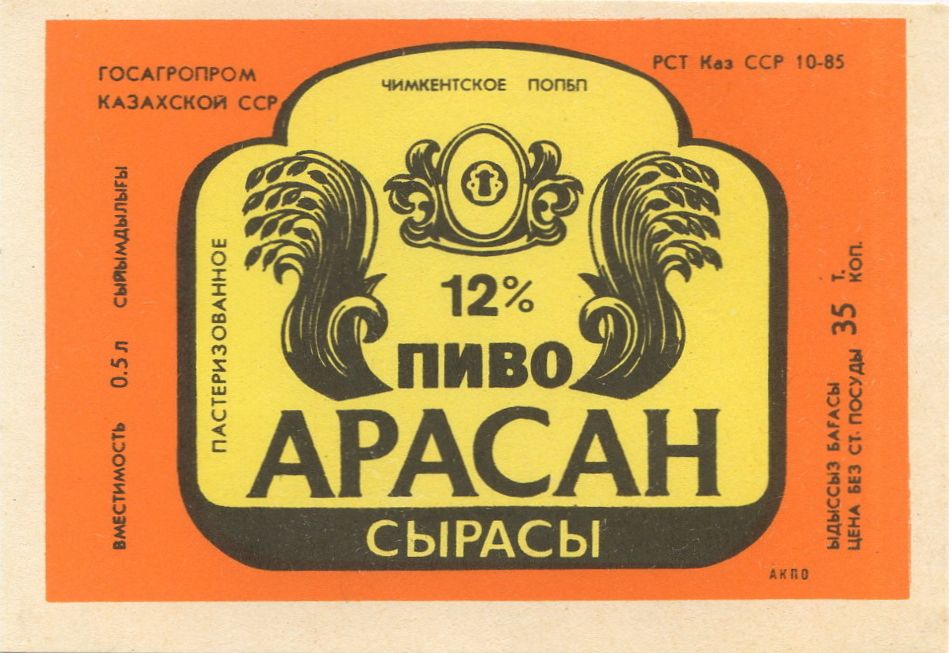 ГОСАГРОПРОМ
КАЗАХСКОЙ ССР
ЧИМКЕНТСКОЕ ПОПБП
РСТ Каз ССР 10-85
ВМЕСТИМОСТЬ 0.5 л СЫЙЫМДЫЛЫҒЫ
ПАСТЕРИЗОВАННОЕ
12%
ПИВО
АРАСАН
СЫРАСЫ
ЫДЫССЫЗ БАҒАСЫ
ЦЕНА БЕЗ СТ. ПОСУДЫ 35 Т. КОП.
АКПО